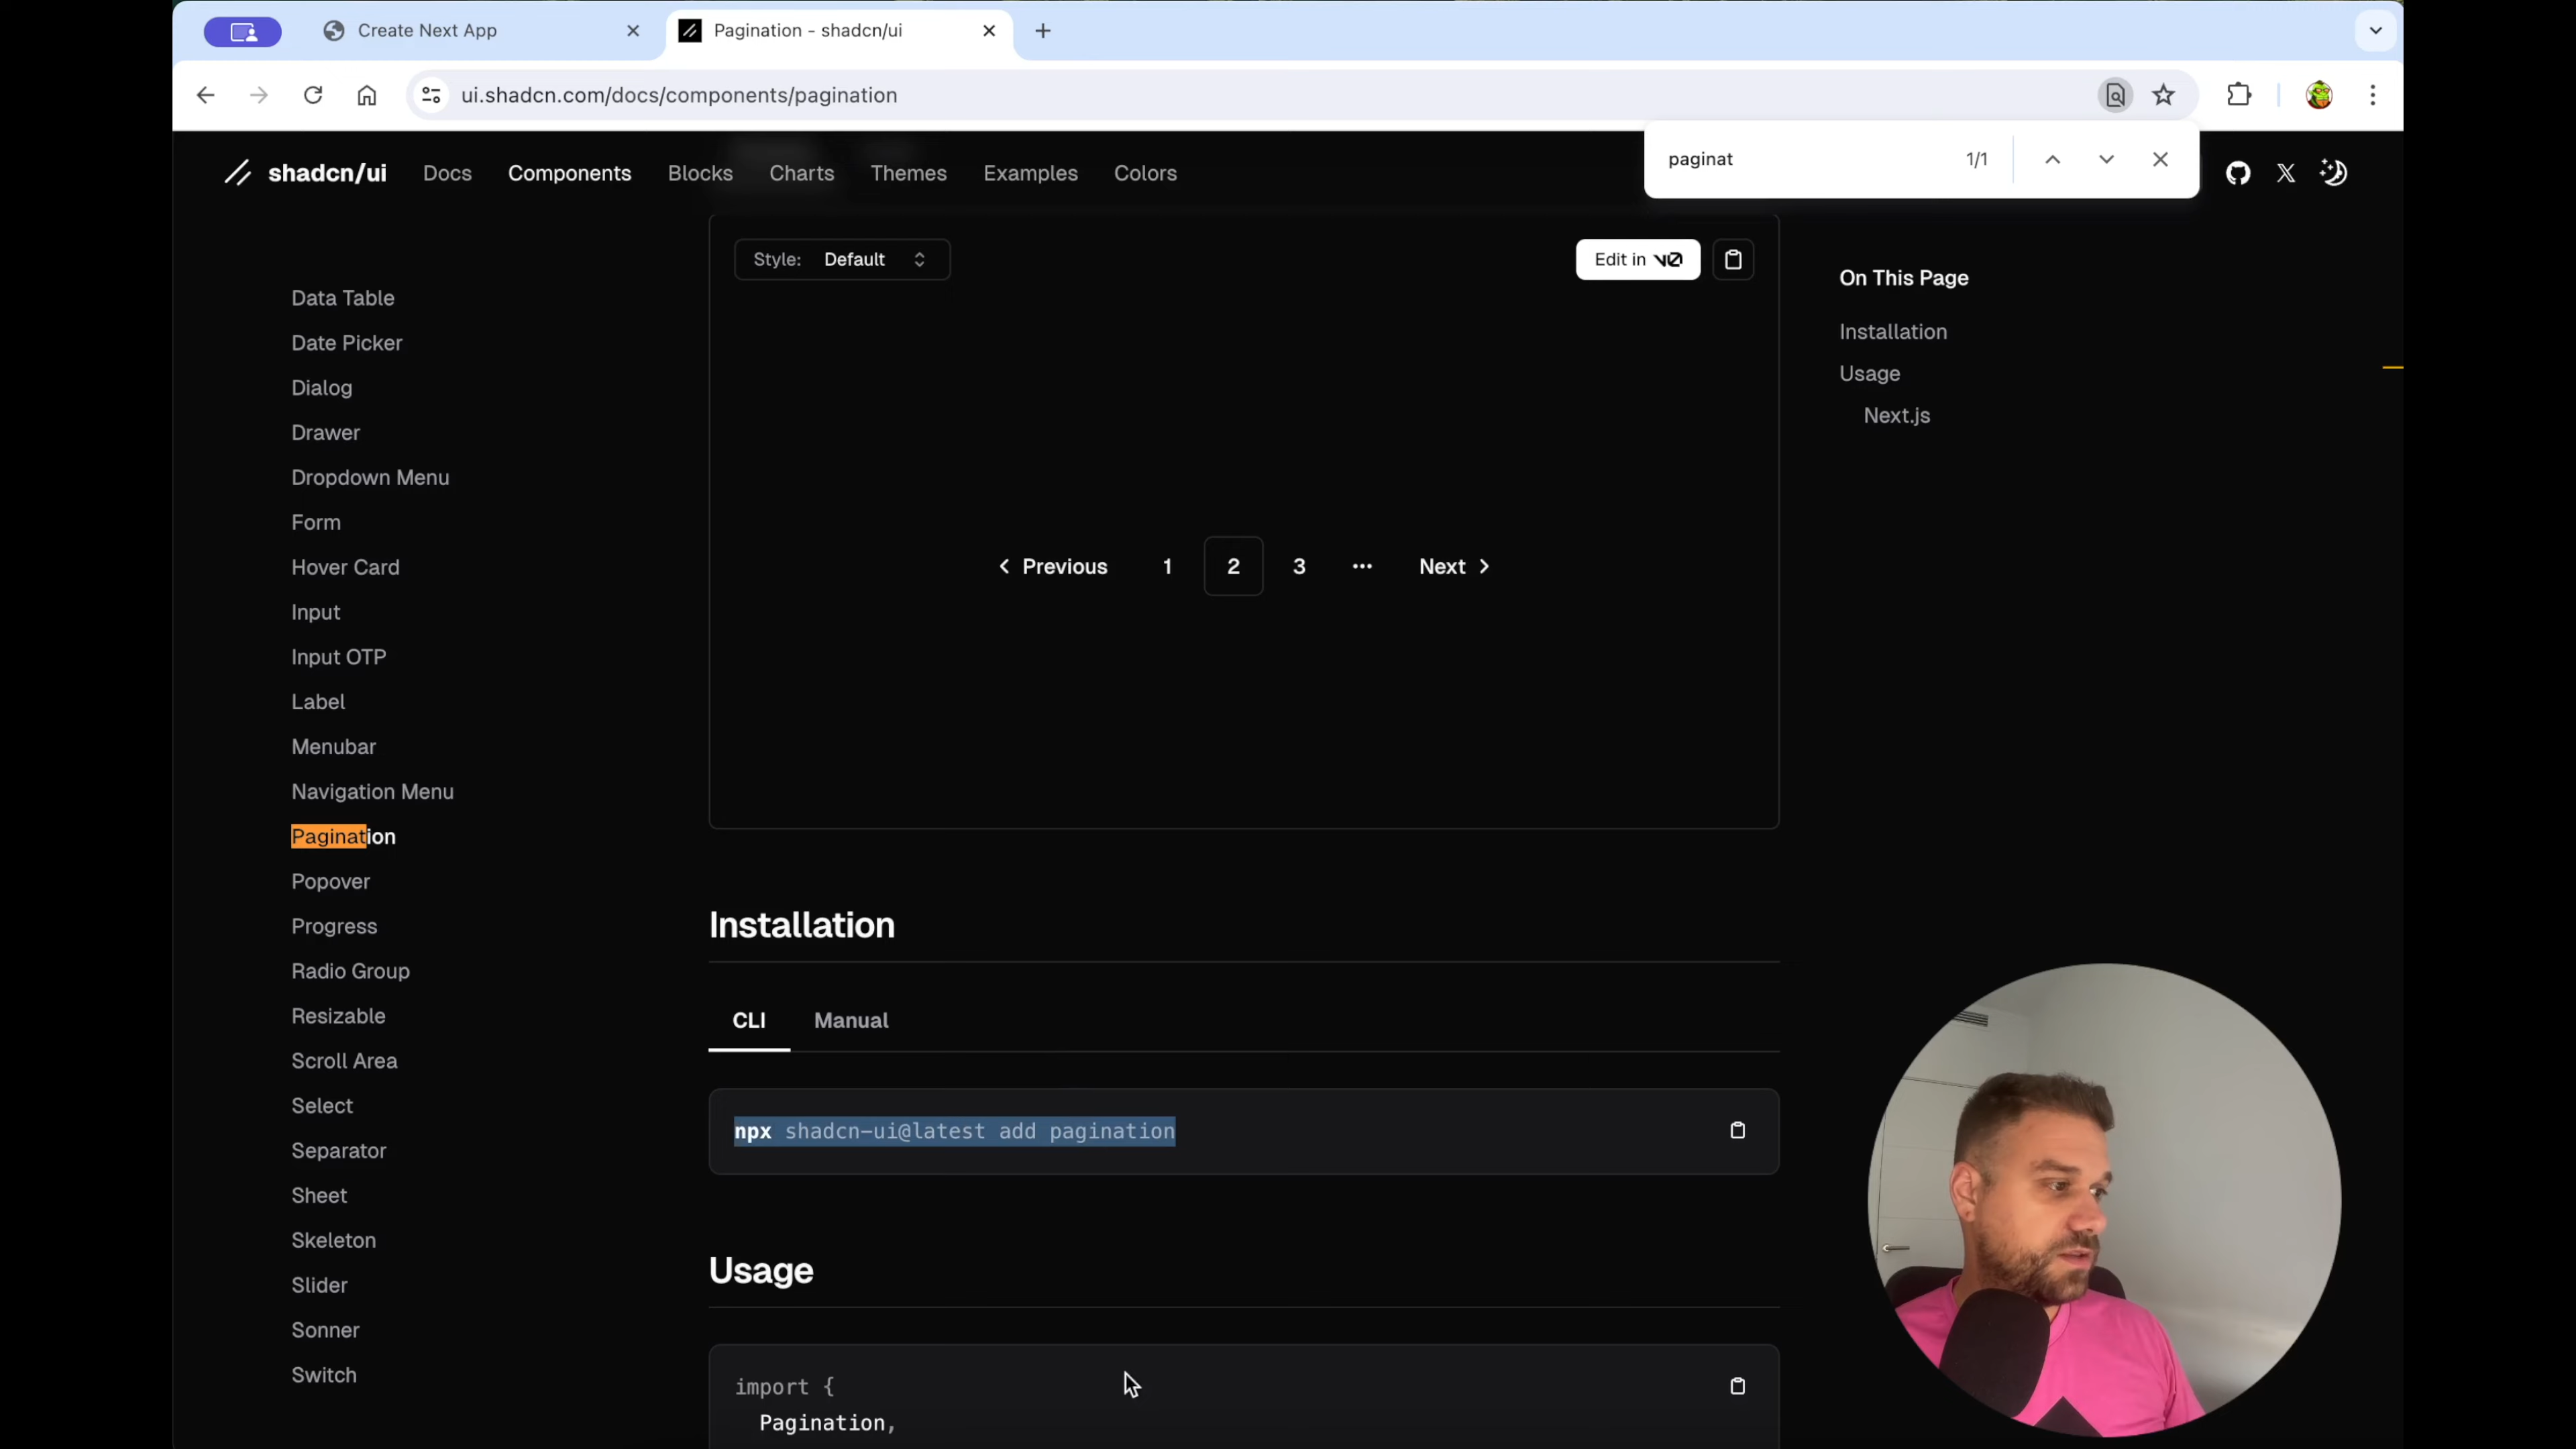 Create Next App
Pagination - shadcn/ui
ui.shadcn.com/docs/components/pagination
paginat 1/1
shadcn/ui Docs Components Blocks Charts Themes Examples Colors
Style: Default
Edit in v0
On This Page
Installation
Usage
Next.js
Data Table
Date Picker
Dialog
Drawer
Dropdown Menu
Form
Hover Card
Input
Input OTP
Label
Menubar
Navigation Menu
Pagination
Popover
Progress
Radio Group
Resizable
Scroll Area
Select
Separator
Sheet
Skeleton
Slider
Sonner
Switch
Previous 1 2 3 ··· Next
Installation
CLI Manual
npx shadcn-ui@latest add pagination
Usage
import {
Pagination,